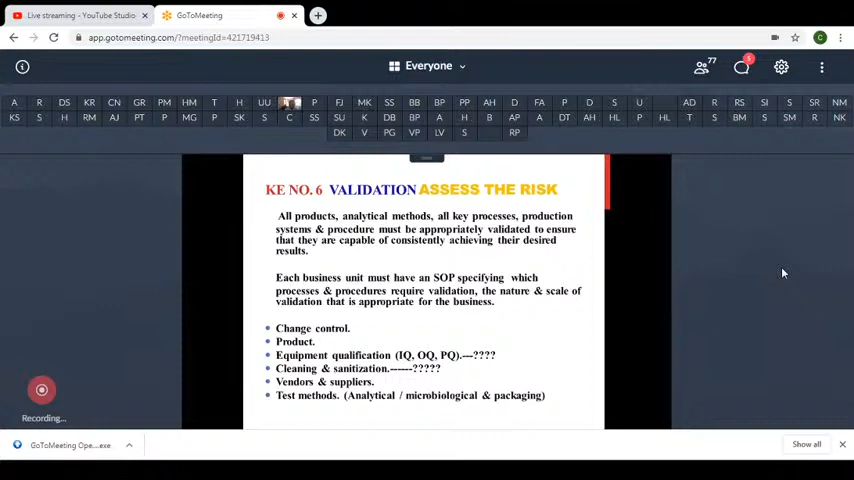 Live streaming - YouTube Studio
GoToMeeting
app.gotomeeting.com/?meetingId=421719413
C
Everyone
77
5
A R DS KR CN GR PM HM T H UU P FJ MK SS BB BP PP AH D FA P D S U AD R RS SI S SR NM
KS S H RM AJ PT P MG P SK S C SS SU K DB BP A H B AP A DT AH HL P HL T S BM S SM R NK
DK V PG VP LV S RP
KE NO. 6 VALIDATION ASSESS THE RISK
All products, analytical methods, all key processes, production
systems & procedure must be appropriately validated to ensure
that they are capable of consistently achieving their desired
results.
Each business unit must have an SOP specifying which
processes & procedures require validation, the nature & scale of
validation that is appropriate for the business.
Change control.
Product.
Equipment qualification (IQ, OQ, PQ).---????
Cleaning & sanitization.------?????
Vendors & suppliers.
Test methods. (Analytical / microbiological & packaging)
Recording...
GoToMeeting Ope....exe
Show all